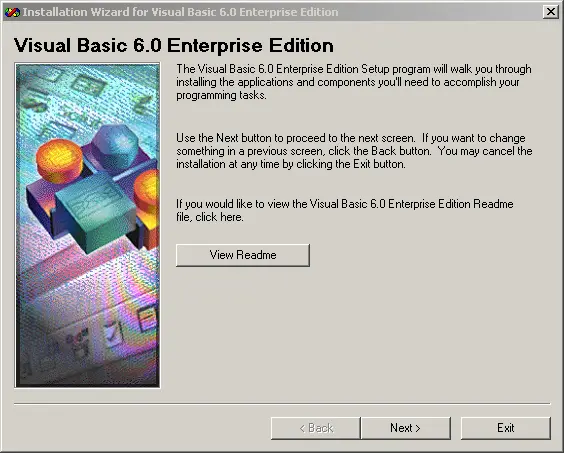 Installation Wizard for Visual Basic 6.0 Enterprise Edition
Visual Basic 6.0 Enterprise Edition
The Visual Basic 6.0 Enterprise Edition Setup program will walk you through
installing the applications and components you'll need to accomplish your
programming tasks.
Use the Next button to proceed to the next screen. If you want to change
something in a previous screen, click the Back button. You may cancel the
installation at any time by clicking the Exit button.
If you would like to view the Visual Basic 6.0 Enterprise Edition Readme
file, click here.
View Readme
< Back
Next >
Exit